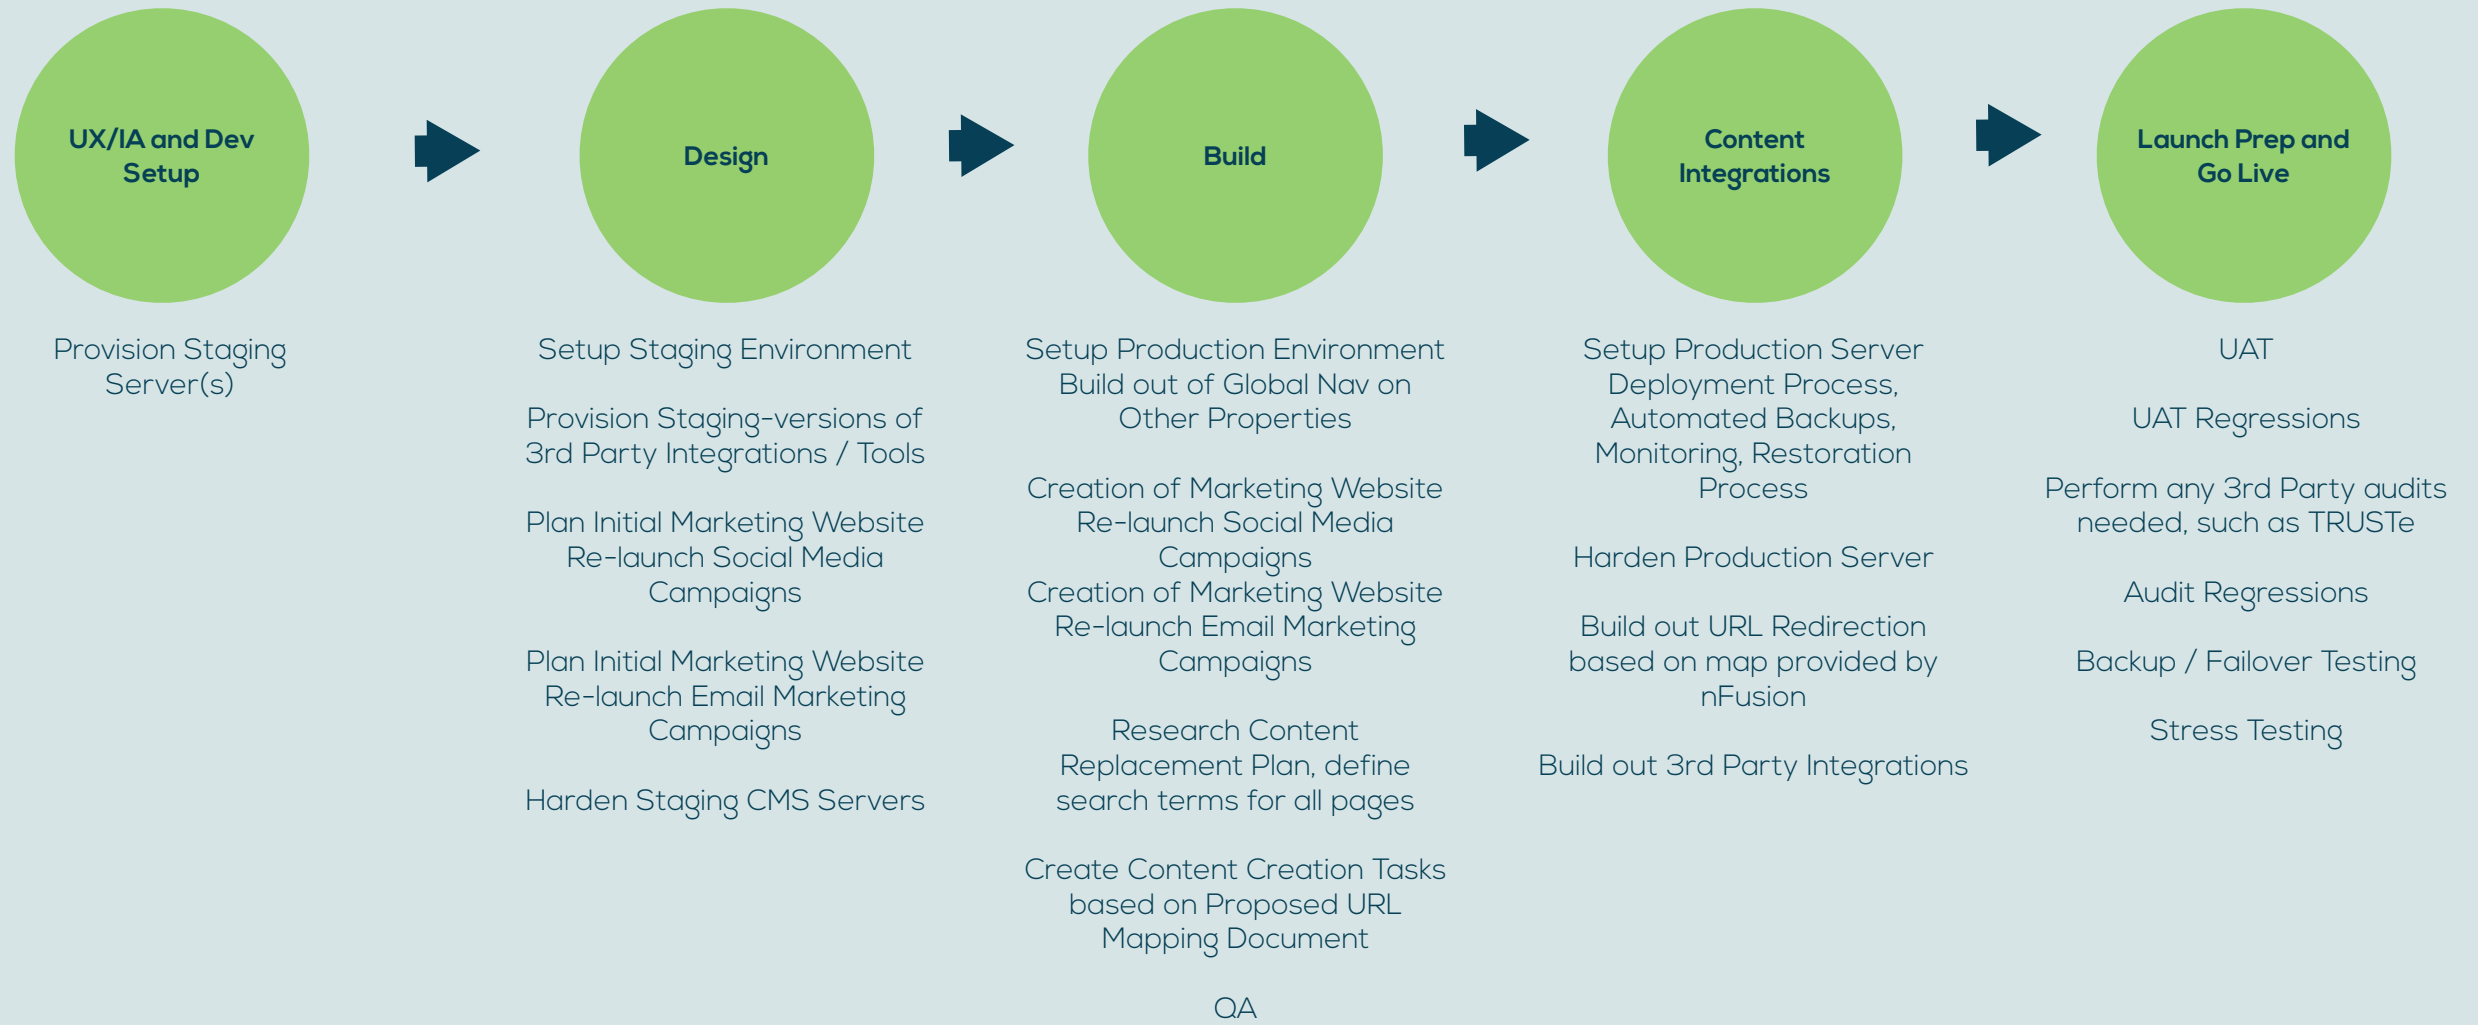 UX/IA and Dev
Setup
Design
Build
Content
Integrations
Launch Prep and
Go Live
Provision Staging
Server(s)
Setup Staging Environment
Provision Staging-versions of
3rd Party Integrations / Tools
Plan Initial Marketing Website
Re-launch Social Media
Campaigns
Plan Initial Marketing Website
Re-launch Email Marketing
Campaigns
Harden Staging CMS Servers
Setup Production Environment
Build out of Global Nav on
Other Properties
Creation of Marketing Website
Re-launch Social Media
Campaigns
Creation of Marketing Website
Re-launch Email Marketing
Campaigns
Research Content
Replacement Plan, define
search terms for all pages
Create Content Creation Tasks
based on Proposed URL
Mapping Document
QA
Setup Production Server
Deployment Process,
Automated Backups,
Monitoring, Restoration
Process
Harden Production Server
Build out URL Redirection
based on map provided by
nFusion
Build out 3rd Party Integrations
UAT
UAT Regressions
Perform any 3rd Party audits
needed, such as TRUSTe
Audit Regressions
Backup / Failover Testing
Stress Testing